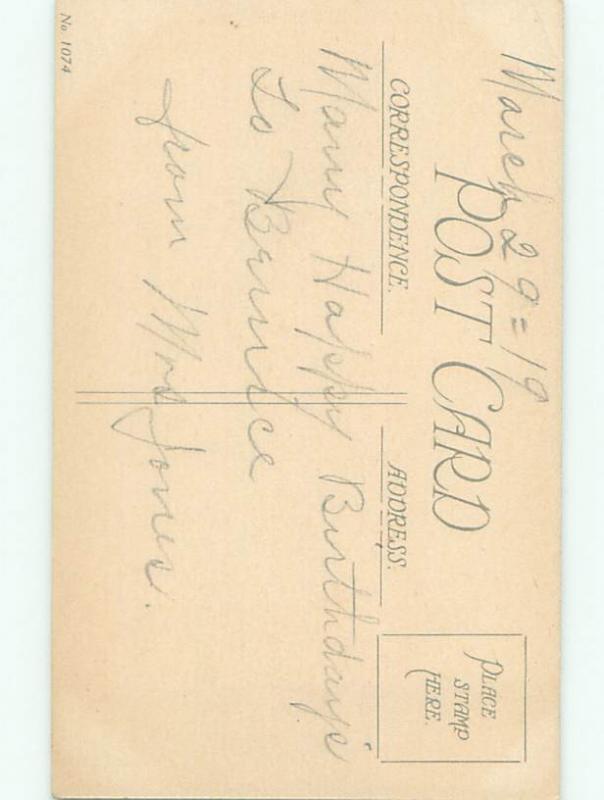 March 29=19
POST CARD
CORRESPONDENCE.
ADDRESS.
PLACE
STAMP
HERE.
Many Happy Birthdays
To Bernice
from Mrs Jones.
No. 1074